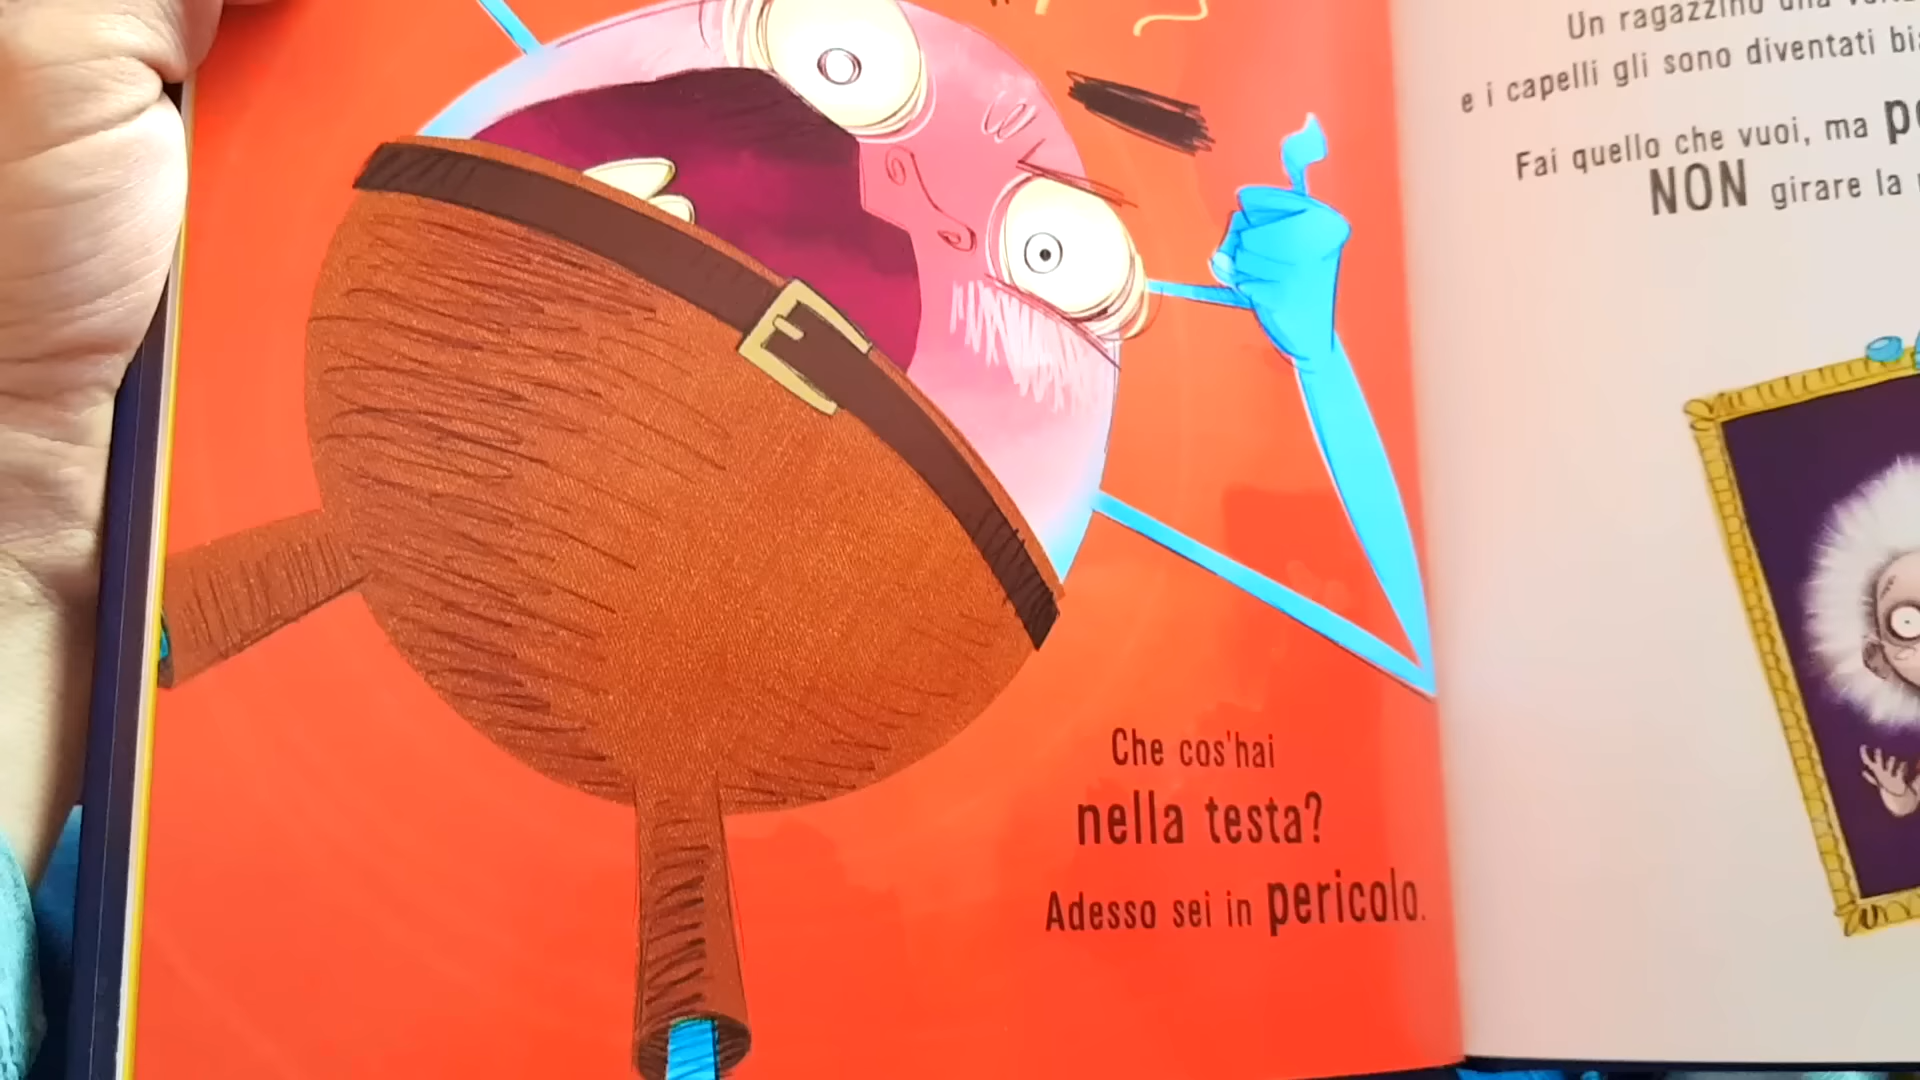 Che cos'hai
nella testa?
Adesso sei in pericolo.
Un ragazzino una
e i capelli gli sono diventati
Fai quello che vuoi, ma
NON girare la